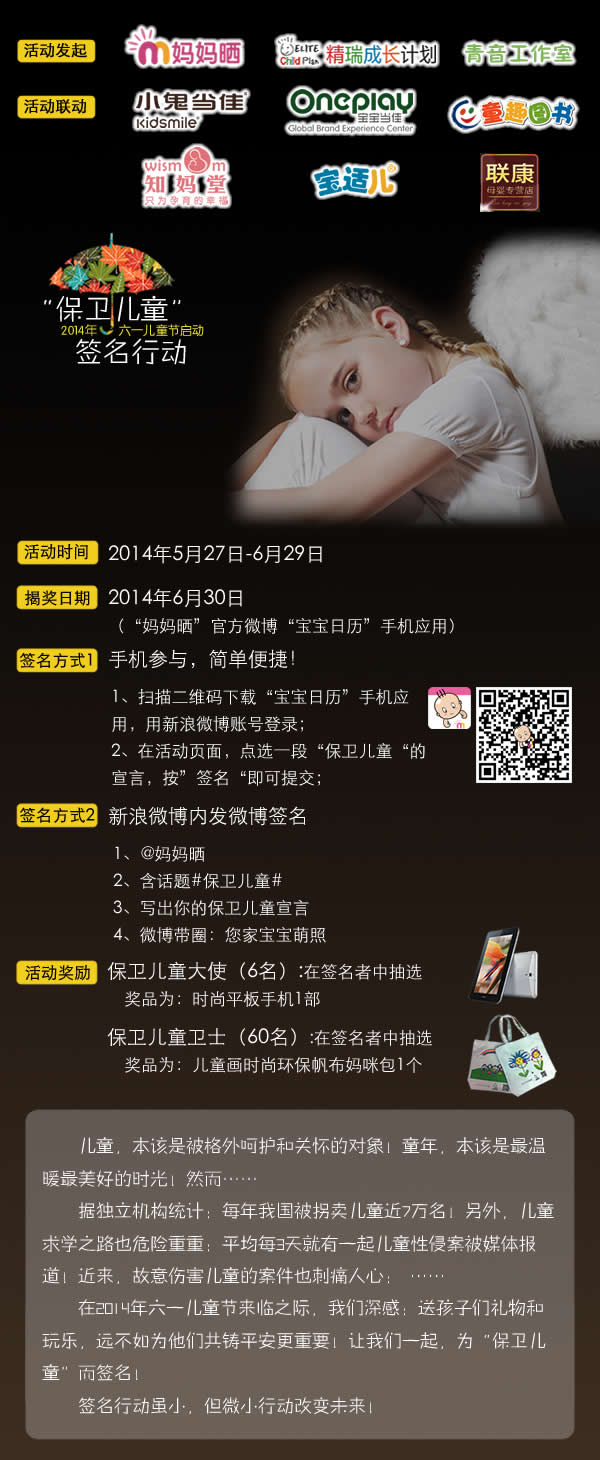 活动发起 m妈妈晒 ELITE Child Plan 精瑞成长计划 青音工作室
活动联动 小鬼当佳 Kidsmile Oneplay 宝宝当佳 Global Brand Experience Center 童趣图书
wismom 知妈堂 只为孕育的幸福 宝适儿 联康 母婴专营店
“保卫儿童“
2014年 六一儿童节启动
签名行动
活动时间 2014年5月27日-6月29日
揭奖日期 2014年6月30日
（“妈妈晒”官方微博“宝宝日历”手机应用）
签名方式1 手机参与，简单便捷！
1、扫描二维码下载“宝宝日历”手机应
用，用新浪微博账号登录；
2、在活动页面，点选一段“保卫儿童“的
宣言，按”签名“即可提交；
签名方式2 新浪微博内发微博签名
1、@妈妈晒
2、含话题#保卫儿童#
3、写出你的保卫儿童宣言
4、微博带图：您家宝宝萌照
活动奖励 保卫儿童大使（6名）:在签名者中抽选
奖品为：时尚平板手机1部
保卫儿童卫士（60名）:在签名者中抽选
奖品为：儿童画时尚环保帆布妈咪包1个
儿童，本该是被格外呵护和关怀的对象！童年，本该是最温
暖最美好的时光！然而……
据独立机构统计：每年我国被拐卖儿童近7万名！另外，儿童
求学之路也危险重重：平均每3天就有一起儿童性侵案被媒体报
道！近来，故意伤害儿童的案件也刺痛人心：……
在2014年六一儿童节来临之际，我们深感：送孩子们礼物和
玩乐，远不如为他们共铸平安更重要！让我们一起，为“保卫儿
童”而签名！
签名行动虽小，但微小行动改变未来！